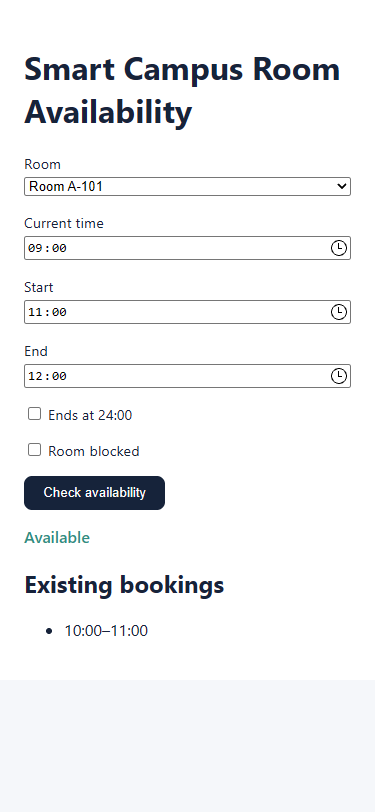 Smart Campus Room
Availability
Room
Room A-101
Current time
09:00
Start
11:00
End
12:00
Ends at 24:00
Room blocked
Check availability
Available
Existing bookings
10:00–11:00